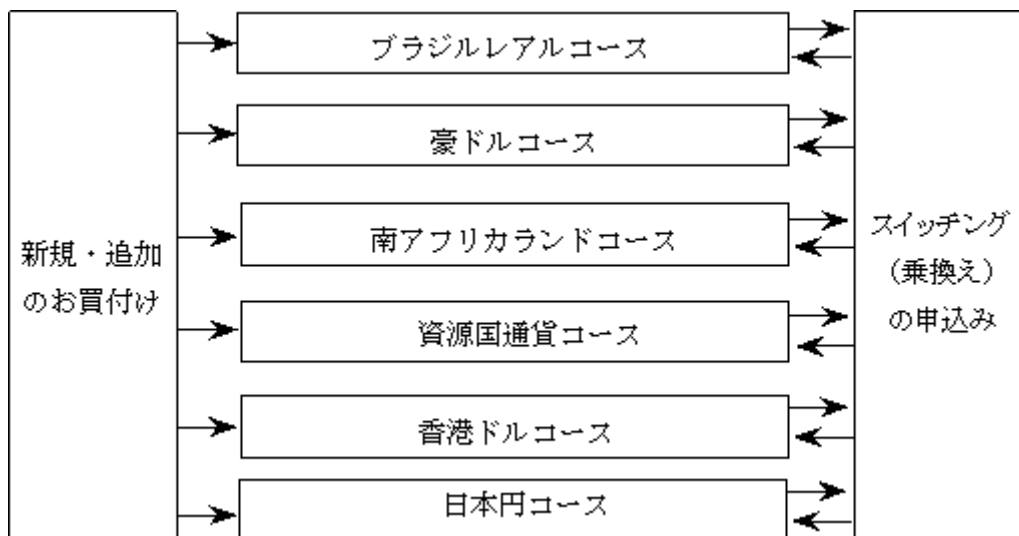 新規・追加
のお買付け
ブラジルレアルコース
豪ドルコース
南アフリカランドコース
資源国通貨コース
香港ドルコース
日本円コース
スイッチング
(乗換え)
の申込み